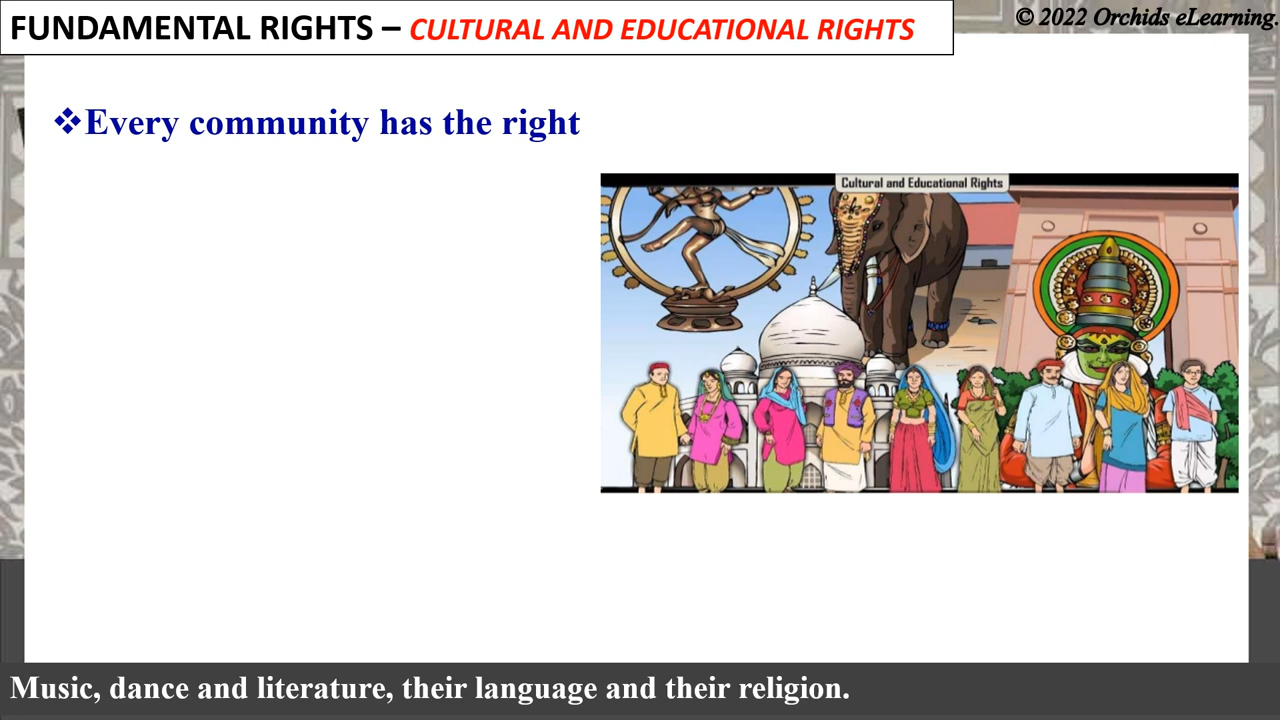 FUNDAMENTAL RIGHTS – CULTURAL AND EDUCATIONAL RIGHTS
© 2022 Orchids eLearning.
❖Every community has the right
Cultural and Educational Rights
Music, dance and literature, their language and their religion.